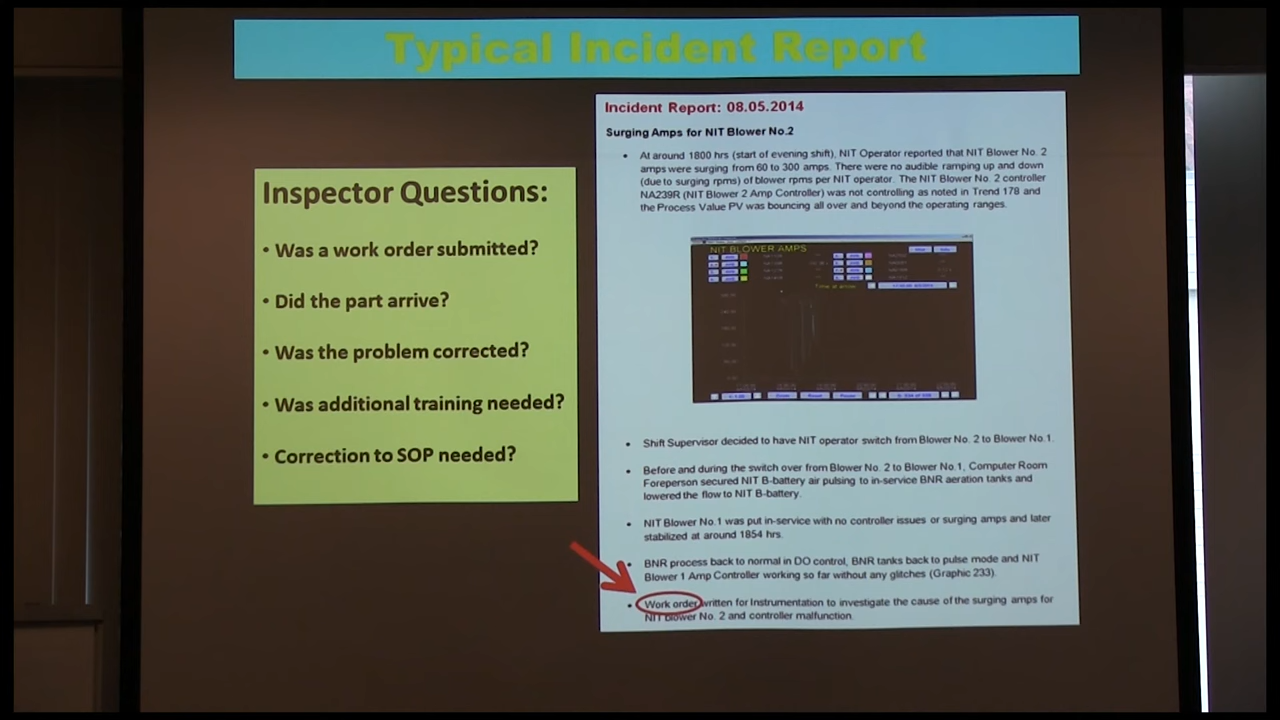 Typical Incident Report
Inspector Questions:
• Was a work order submitted?
• Did the part arrive?
• Was the problem corrected?
• Was additional training needed?
• Correction to SOP needed?
Incident Report: 08.05.2014
Surging Amps for NIT Blower No.2
• At around 1800 hrs (start of evening shift), NIT Operator reported that NIT Blower No. 2
amps were surging from 60 to 300 amps. There were no audible ramping up and down
(due to surging rpms) of blower rpms per NIT operator. The NIT Blower No. 2 controller
NA239R (NIT Blower 2 Amp Controller) was not controlling as noted in Trend 178 and
the Process Value PV was bouncing all over and beyond the operating ranges.
NIT BLOWER AMPS
Time at arrow
• Shift Supervisor decided to have NIT operator switch from Blower No. 2 to Blower No.1.
• Before and during the switch over from Blower No. 2 to Blower No.1, Computer Room
Foreperson secured NIT B-battery air pulsing to in-service BNR aeration tanks and
lowered the flow to NIT B-battery.
• NIT Blower No.1 was put in-service with no controller issues or surging amps and later
stabilized at around 1854 hrs.
• BNR process back to normal in DO control, BNR tanks back to pulse mode and NIT
Blower 1 Amp Controller working so far without any glitches (Graphic 233).
• Work order written for Instrumentation to investigate the cause of the surging amps for
NIT Blower No. 2 and controller malfunction.